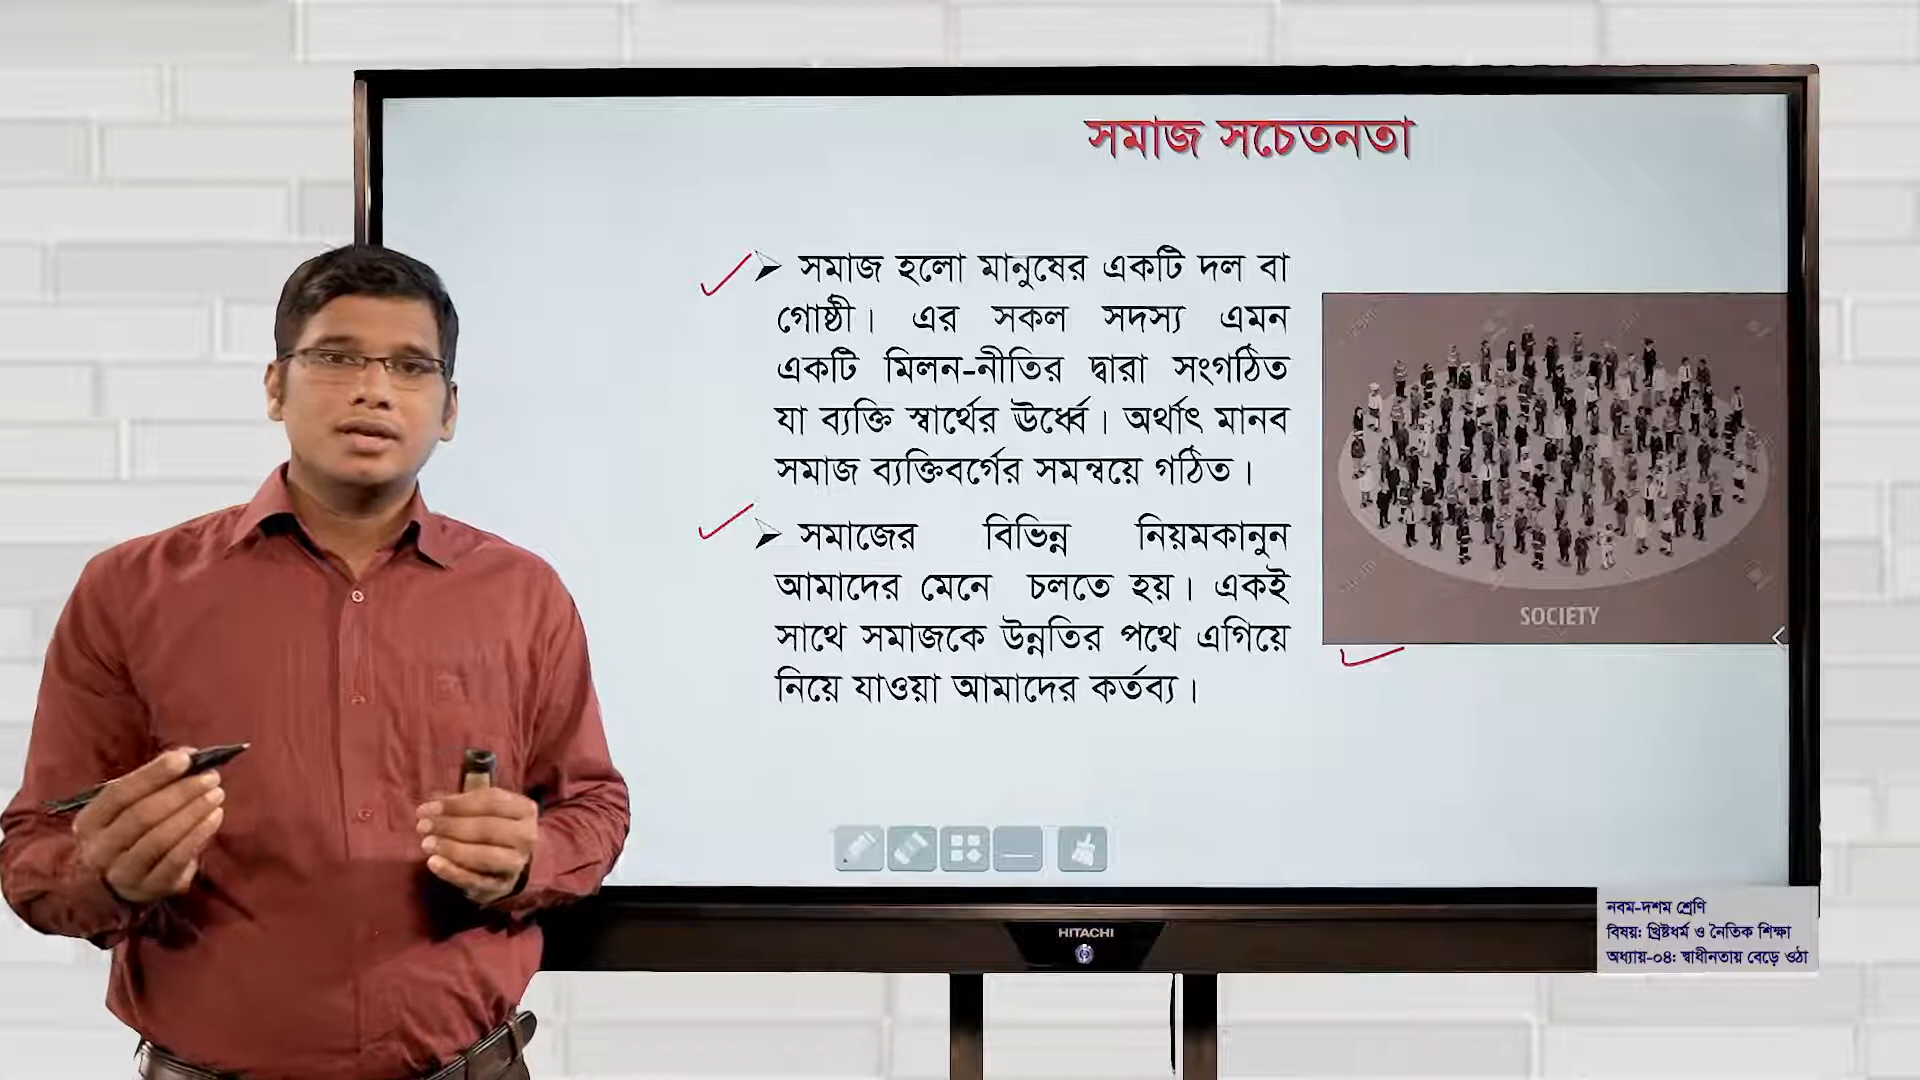 সমাজ সচেতনতা
➢ সমাজ হলো মানুষের একটি দল বা
গোষ্ঠী। এর সকল সদস্য এমন
একটি মিলন-নীতির দ্বারা সংগঠিত
যা ব্যক্তি স্বার্থের ঊর্ধ্বে। অর্থাৎ মানব
সমাজ ব্যক্তিবর্গের সমন্বয়ে গঠিত।
➢ সমাজের বিভিন্ন নিয়মকানুন
আমাদের মেনে চলতে হয়। একই
সাথে সমাজকে উন্নতির পথে এগিয়ে
নিয়ে যাওয়া আমাদের কর্তব্য।
SOCIETY
HITACHI
নবম-দশম শ্রেণি
বিষয়: খ্রিষ্টধর্ম ও নৈতিক শিক্ষা
অধ্যায়-০৪: স্বাধীনতায় বেড়ে ওঠা